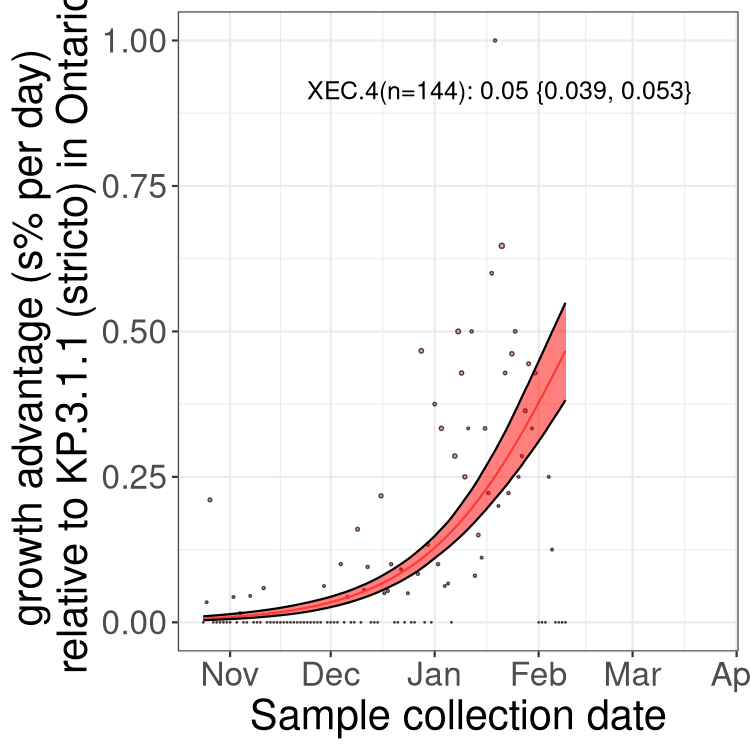 growth advantage (s% per day)
relative to KP.3.1.1 (stricto) in Ontario
1.00
0.75
0.50
0.25
0.00
XEC.4(n=144): 0.05 {0.039, 0.053}
Nov Dec Jan Feb Mar Ap
Sample collection date